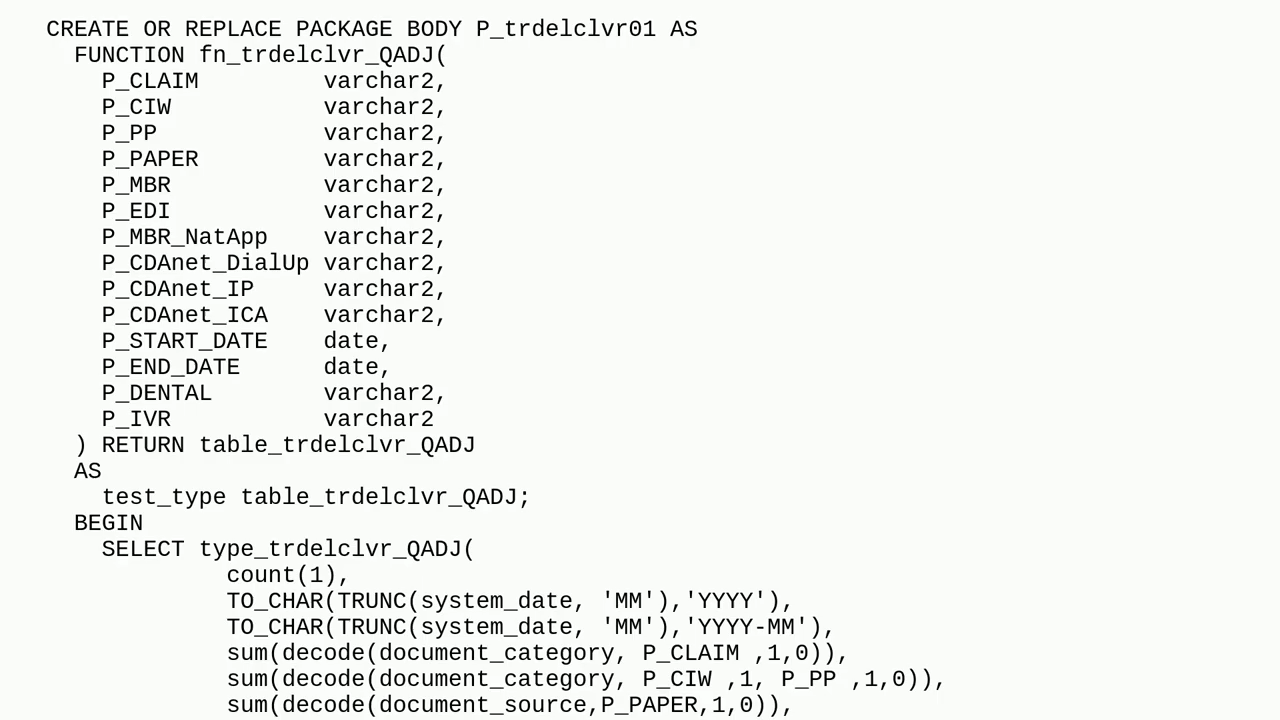 CREATE OR REPLACE PACKAGE BODY P_trdelclvr01 AS
FUNCTION fn_trdelclvr_QADJ(
P_CLAIM         varchar2,
P_CIW           varchar2,
P_PP            varchar2,
P_PAPER         varchar2,
P_MBR           varchar2,
P_EDI           varchar2,
P_MBR_NatApp    varchar2,
P_CDAnet_DialUp varchar2,
P_CDAnet_IP     varchar2,
P_CDAnet_ICA    varchar2,
P_START_DATE    date,
P_END_DATE      date,
P_DENTAL        varchar2,
P_IVR           varchar2
) RETURN table_trdelclvr_QADJ
AS
test_type table_trdelclvr_QADJ;
BEGIN
SELECT type_trdelclvr_QADJ(
count(1),
TO_CHAR(TRUNC(system_date, 'MM'),'YYYY'),
TO_CHAR(TRUNC(system_date, 'MM'),'YYYY-MM'),
sum(decode(document_category, P_CLAIM ,1,0)),
sum(decode(document_category, P_CIW ,1, P_PP ,1,0)),
sum(decode(document_source,P_PAPER,1,0)),